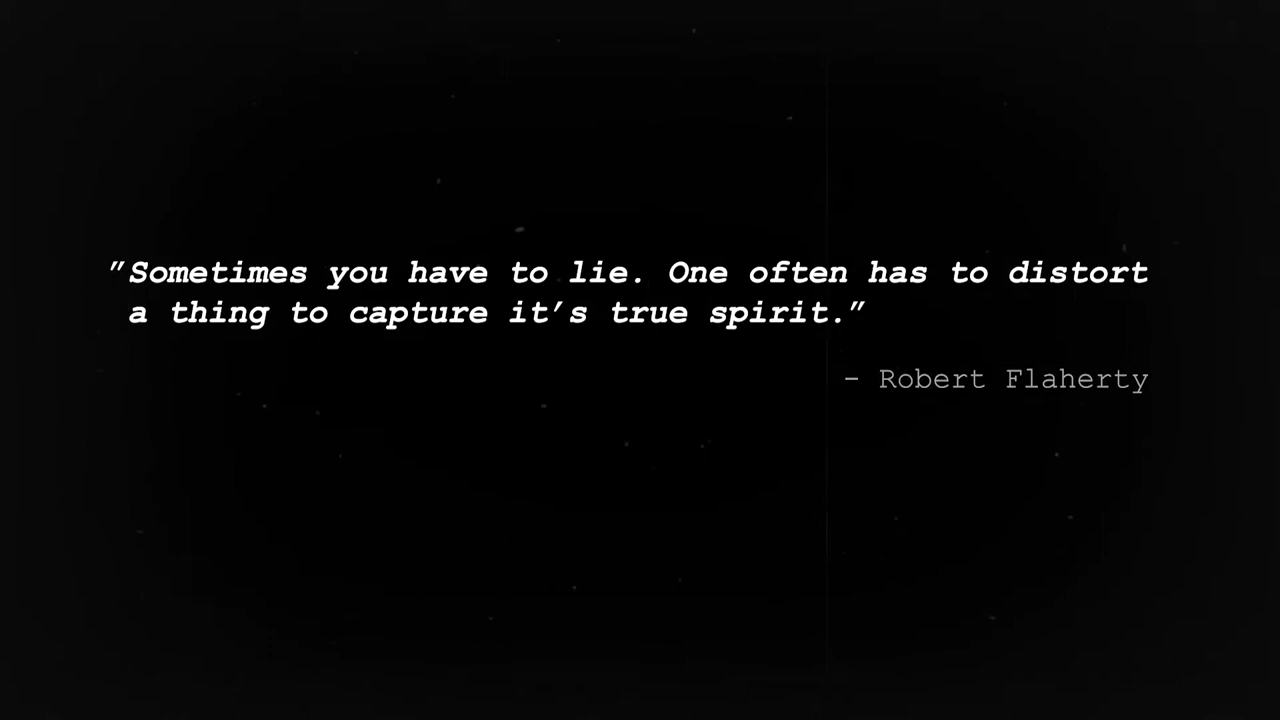 ”Sometimes you have to lie. One often has to distort
a thing to capture it’s true spirit.”
- Robert Flaherty